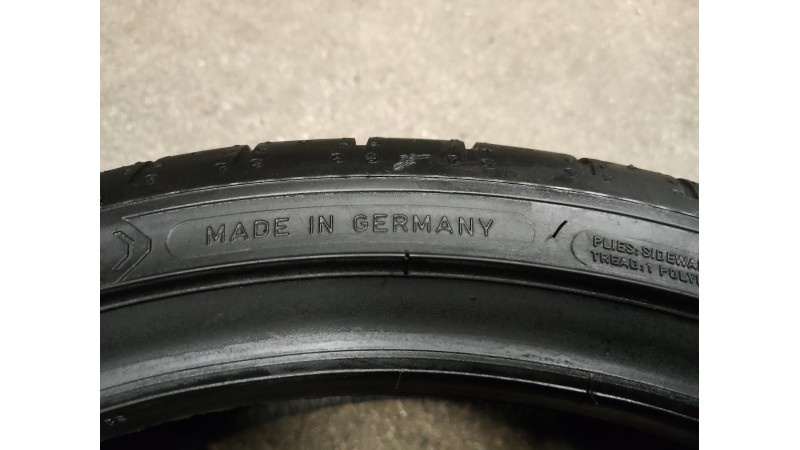 MADE IN GERMANY
PLIES: SIDEWA
TREAD: 1 POLY